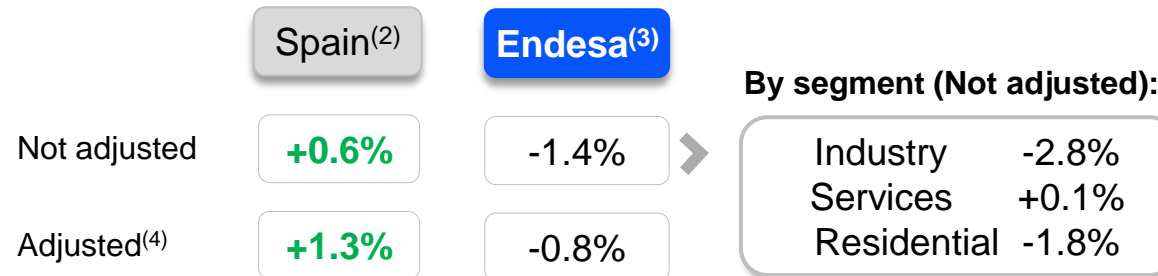 Spain(2) Endesa(3)
By segment (Not adjusted):
Not adjusted +0.6% -1.4%
Industry -2.8%
Services +0.1%
Residential -1.8%
Adjusted(4) +1.3% -0.8%